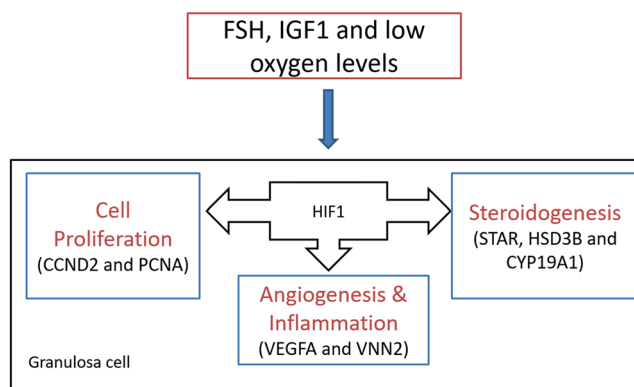 FSH, IGF1 and low
oxygen levels
Cell
Proliferation
(CCND2 and PCNA)
HIF1
Steroidogenesis
(STAR, HSD3B and
CYP19A1)
Angiogenesis &
Inflammation
(VEGFA and VNN2)
Granulosa cell